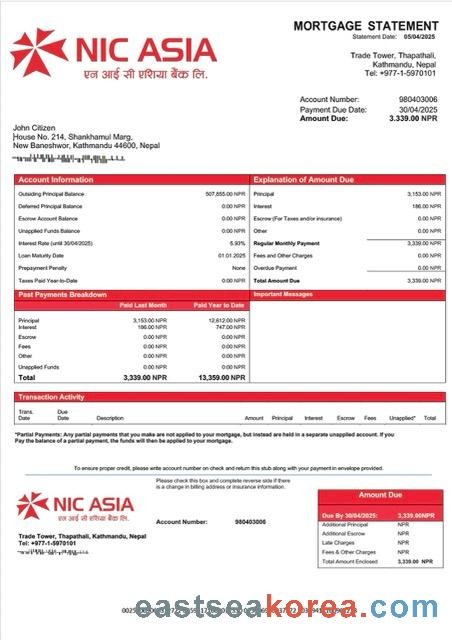 MORTGAGE STATEMENT
Statement Date: 05/04/2025
NIC ASIA
एन आई सी एशिया बैंक लि.
Trade Tower, Thapathali,
Kathmandu, Nepal
Tel: +977-1-5970101
Account Number: 980403006
Payment Due Date: 30/04/2025
Amount Due: 3.339.00 NPR
John Citizen
House No. 214, Shankhamul Marg,
New Baneshwor, Kathmandu 44600, Nepal
Account Information
Outsiding Principal Balance 507,855.00 NPR
Deferred Principal Balance 0.00 NPR
Escrow Account Balance 0.00 NPR
Unapplied Funds Balance 0.00 NPR
Interest Rate (until 30/04/2025) 5.93%
Loan Maturity Date 01.01.2025
Prepayment Penalty None
Taxes Paid Year-to-Date 0.00 NPR
Explanation of Amount Due
Principal 3,153.00 NPR
Interest 186.00 NPR
Escrow (For Taxes and/or insurance) 0.00 NPR
Other 0.00 NPR
Regular Monthly Payment 3,339.00 NPR
Fees and Other Charges 0.00 NPR
Overdue Payment 0.00 NPR
Total Amount Due 3,339.00 NPR
Past Payments Breakdown
Paid Last Month Paid Year to Date
Principal 3,153.00 NPR 12,612.00 NPR
Interest 186.00 NPR 747.00 NPR
Escrow 0.00 NPR 0.00 NPR
Fees 0.00 NPR 0.00 NPR
Other 0.00 NPR 0.00 NPR
Unapplied Funds 0.00 NPR 0.00 NPR
Total 3,339.00 NPR 13,359.00 NPR
Important Messages
Transaction Activity
Trans. Date Due Date Description Amount Principal Interest Escrow Fees Unapplied* Total
*Partial Payments: Any partial payments that you make are not applied to your mortgage, but instead are held in a separate unapplied account. If you
Pay the balance of a partial payment, the funds will then be applied to your mortgage.
To ensure proper credit, please write account number on check and return this stub along with your payment in envelope provided.
Please check this box and complete reverse side if there
is a change in billing address or insurance information.
NIC ASIA
एन आई सी एशिया बैंक लि.
Account Number: 980403006
Trade Tower, Thapathali, Kathmandu, Nepal
Tel: +977-1-5970101
Amount Due
Due By 30/04/2025: 3,339.00NPR
Additional Principal NPR
Additional Escrow NPR
Late Charges NPR
Fees & Other Charges NPR
Total Amount Enclosed 3,339.00 NPR
eastseakorea.com